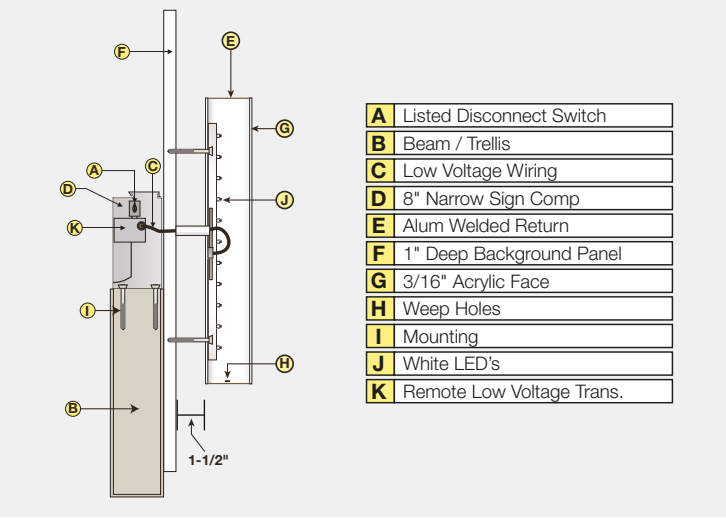 F
E
G
A
C
D
J
K
I
H
B
1-1/2"
A Listed Disconnect Switch
B Beam / Trellis
C Low Voltage Wiring
D 8" Narrow Sign Comp
E Alum Welded Return
F 1" Deep Background Panel
G 3/16" Acrylic Face
H Weep Holes
I Mounting
J White LED's
K Remote Low Voltage Trans.